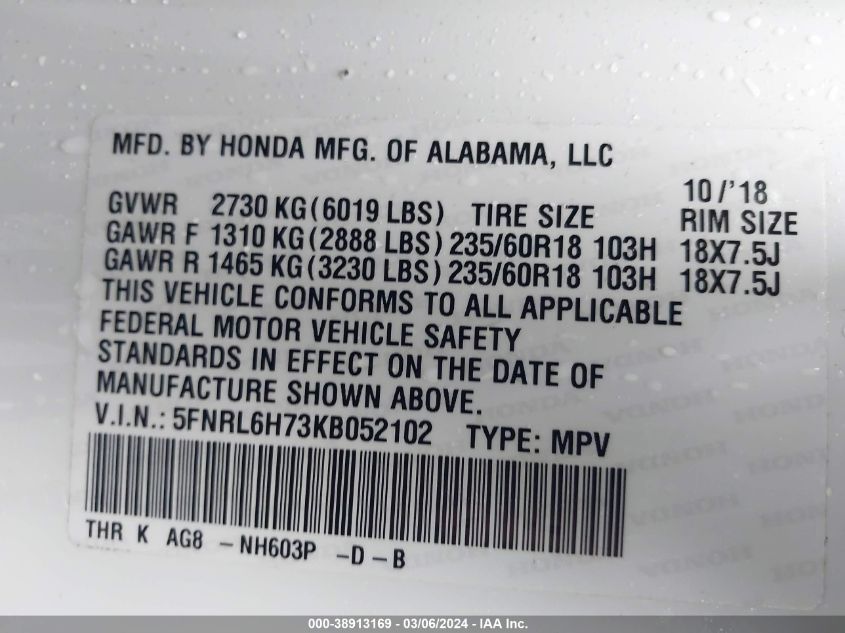 MFD. BY HONDA MFG. OF ALABAMA, LLC
10/'18
GVWR 2730 KG (6019 LBS) TIRE SIZE RIM SIZE
GAWR F 1310 KG (2888 LBS) 235/60R18 103H 18X7.5J
GAWR R 1465 KG (3230 LBS) 235/60R18 103H 18X7.5J
THIS VEHICLE CONFORMS TO ALL APPLICABLE
FEDERAL MOTOR VEHICLE SAFETY
STANDARDS IN EFFECT ON THE DATE OF
MANUFACTURE SHOWN ABOVE.
V.I.N.: 5FNRL6H73KB052102 TYPE: MPV
THR K AG8 -NH603P -D-B
000-38913169 - 03/06/2024 - IAA Inc.